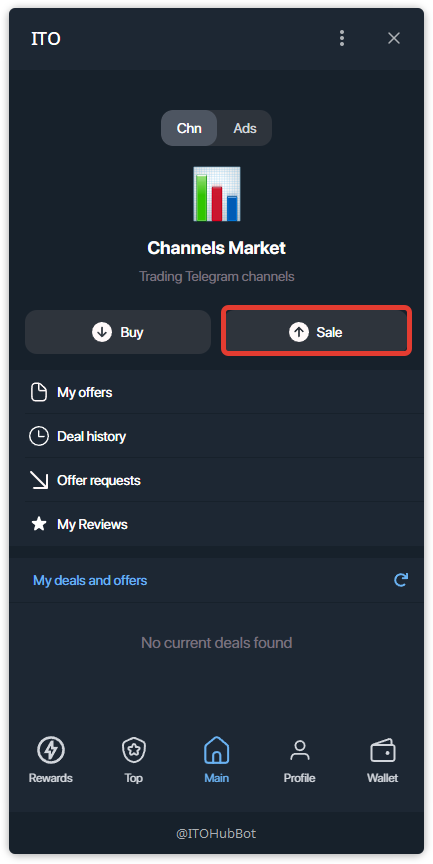 ITO
Chn Ads
Channels Market
Trading Telegram channels
Buy Sale
My offers
Deal history
Offer requests
My Reviews
My deals and offers
No current deals found
Rewards Top Main Profile Wallet
@ITOHubBot